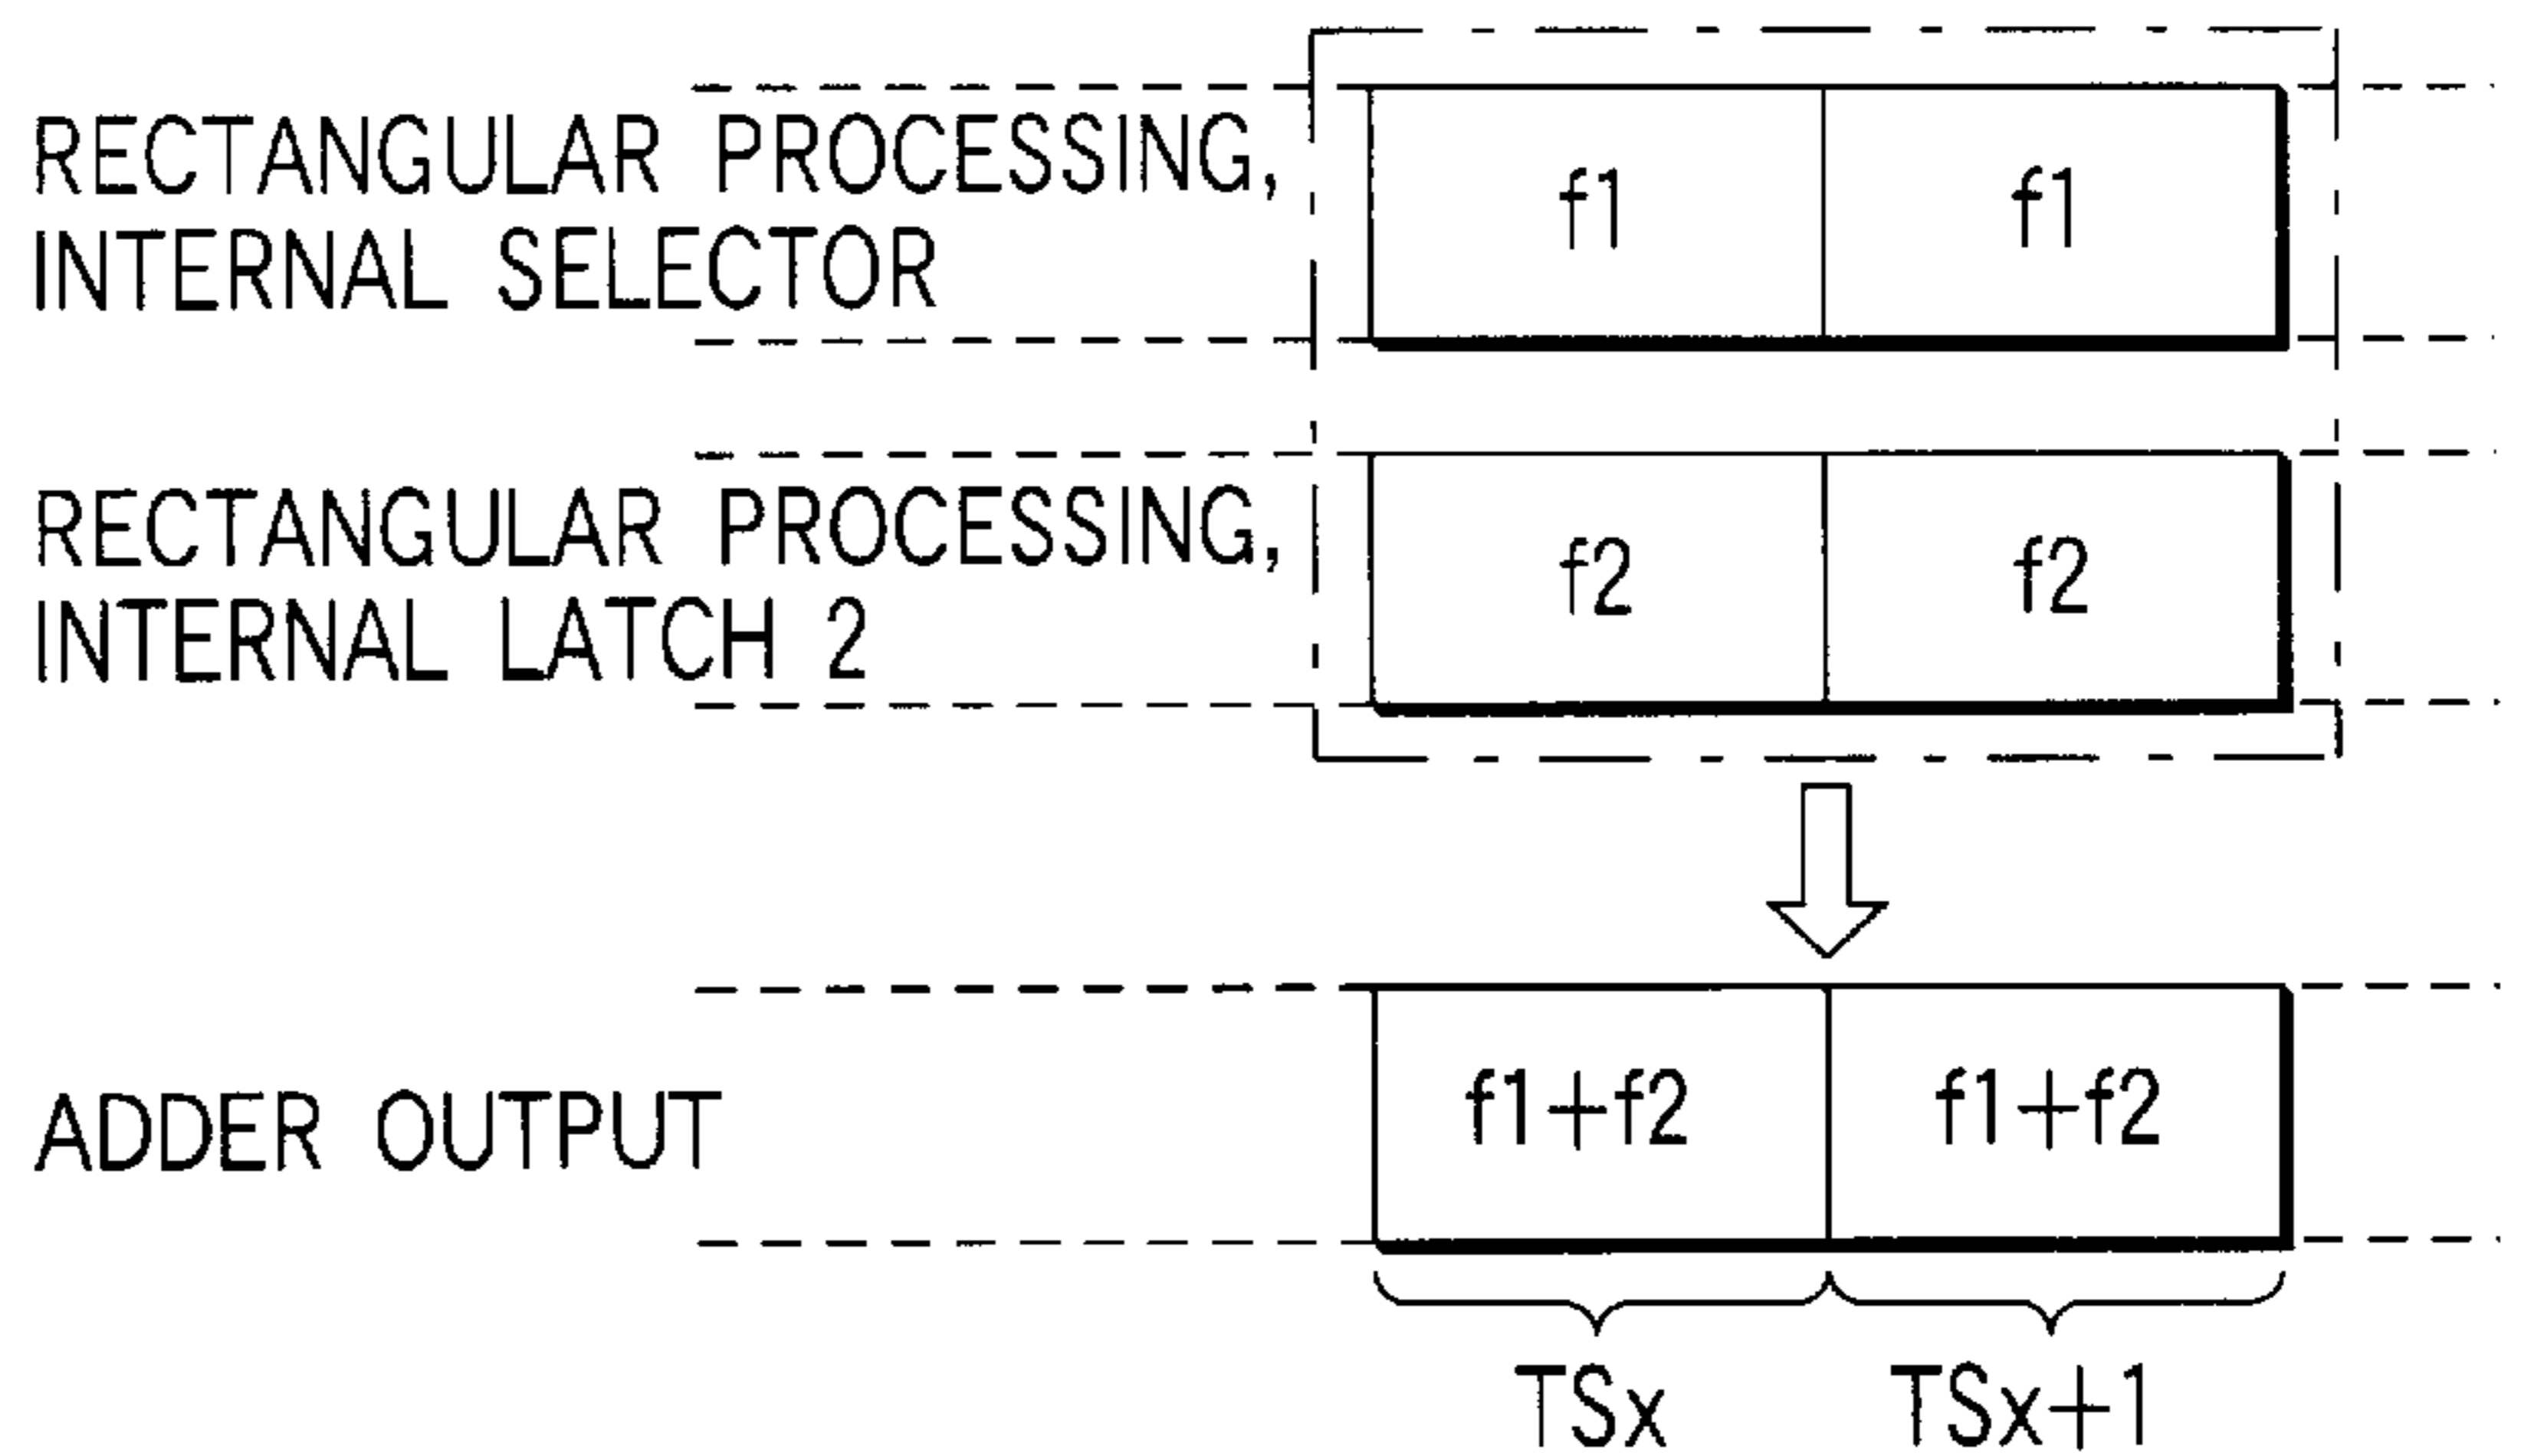 RECTANGULAR PROCESSING,
INTERNAL SELECTOR
f1 f1
RECTANGULAR PROCESSING,
INTERNAL LATCH 2
f2 f2
ADDER OUTPUT
f1+f2 f1+f2
TSx TSx+1